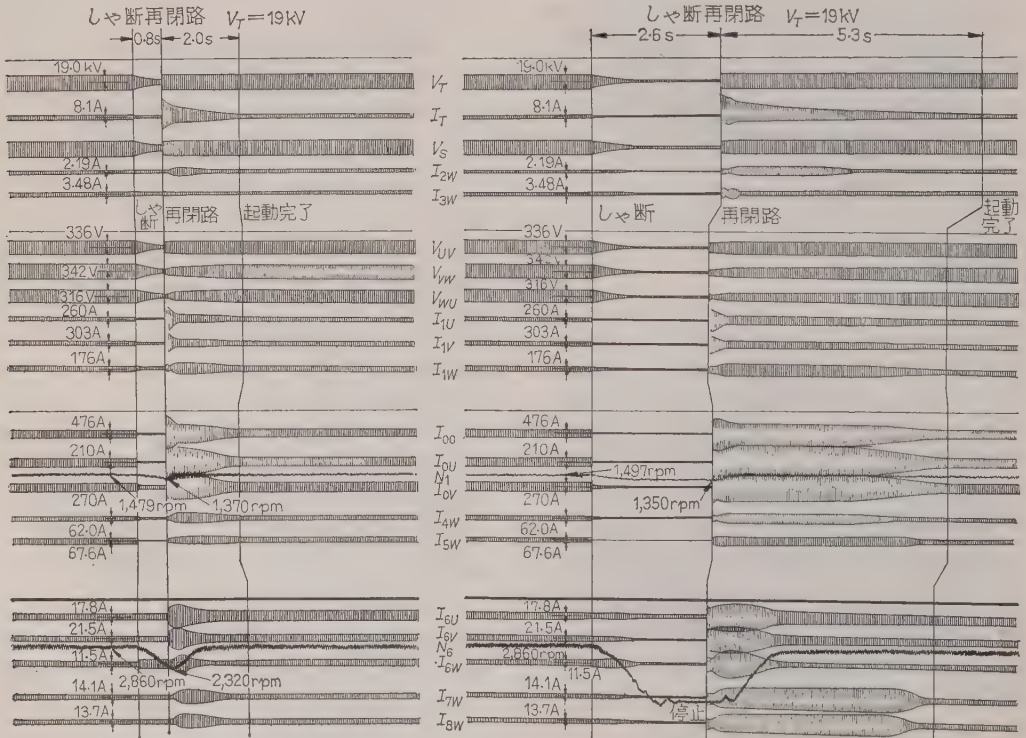 しゃ断再閉路 V_T=19kV
0.8s 2.0s
19.0kV
8.1A
2.19A
3.48A
しゃ断
再閉路
起動完了
336V
342V
316V
260A
303A
176A
476A
210A
270A
1,479rpm
1,370rpm
62.0A
67.6A
17.8A
21.5A
11.5A
2,860rpm
2,320rpm
14.1A
13.7A
V_T
I_T
V_S
I_2W
I_3W
V_UV
V_VW
V_WU
I_1U
I_1V
I_1W
I_0U
N_1
I_0V
I_4W
I_5W
I_6U
I_6V
N_6
I_6W
I_7W
I_8W
しゃ断再閉路 V_T=19kV
2.6s 5.3s
19.0kV
8.1A
2.19A
3.48A
しゃ断
再閉路
起動完了
336V
342V
316V
260A
303A
176A
476A
210A
1,497rpm
270A
1,350rpm
62.0A
67.6A
17.8A
21.5A
2,860rpm
11.5A
14.1A
停止
13.7A